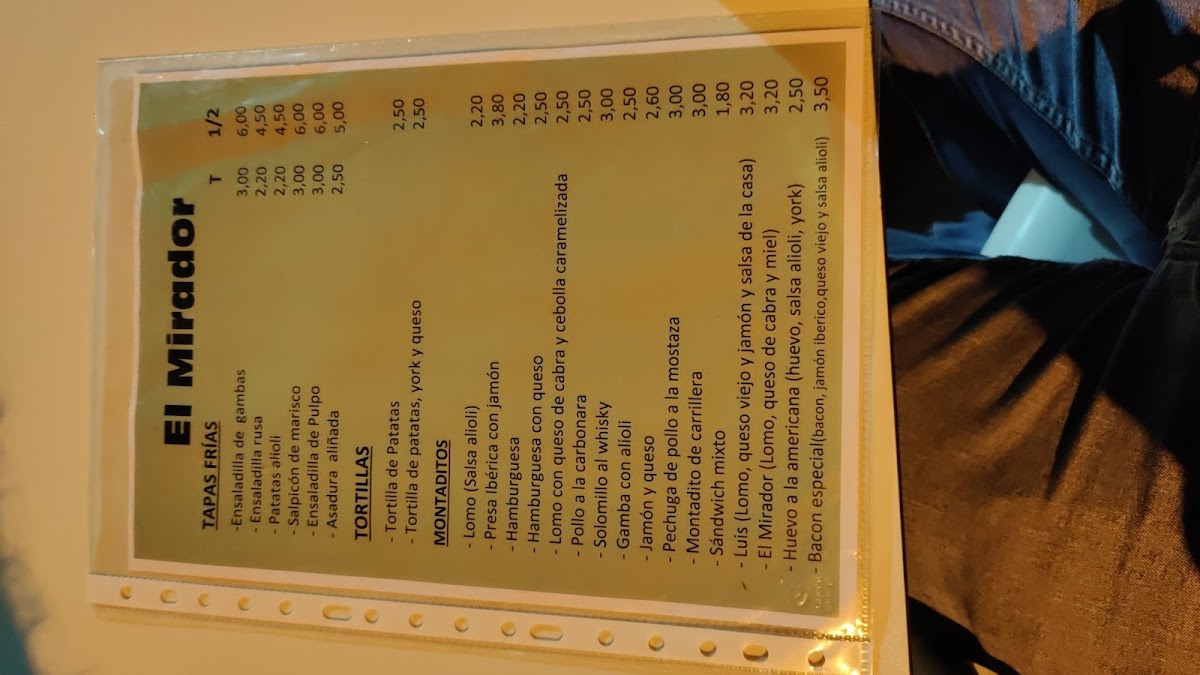 El Mirador
TAPAS FRÍAS T 1/2
-Ensaladilla de gambas 3,00 6,00
- Ensaladilla rusa 2,20 4,50
- Patatas alioli 2,20 4,50
- Salpicón de marisco 3,00 6,00
- Ensaladilla de Pulpo 3,00 6,00
- Asadura aliñada 2,50 5,00
TORTILLAS
- Tortilla de Patatas 2,50
- Tortilla de patatas, york y queso 2,50
MONTADITOS
- Lomo (Salsa alioli) 2,20
- Presa Ibérica con jamón 3,80
- Hamburguesa 2,20
- Hamburguesa con queso 2,50
- Lomo con queso de cabra y cebolla caramelizada 2,50
- Pollo a la carbonara 2,50
- Solomillo al whisky 3,00
- Gamba con alioli 2,50
- Jamón y queso 2,60
- Pechuga de pollo a la mostaza 3,00
- Montadito de carrillera 3,00
- Sándwich mixto 1,80
- Luis (Lomo, queso viejo y jamón y salsa de la casa) 3,20
- El Mirador (Lomo, queso de cabra y miel) 3,20
- Huevo a la americana (huevo, salsa alioli, york) 2,50
- Bacon especial(bacon, jamón iberico,queso viejo y salsa alioli) 3,50